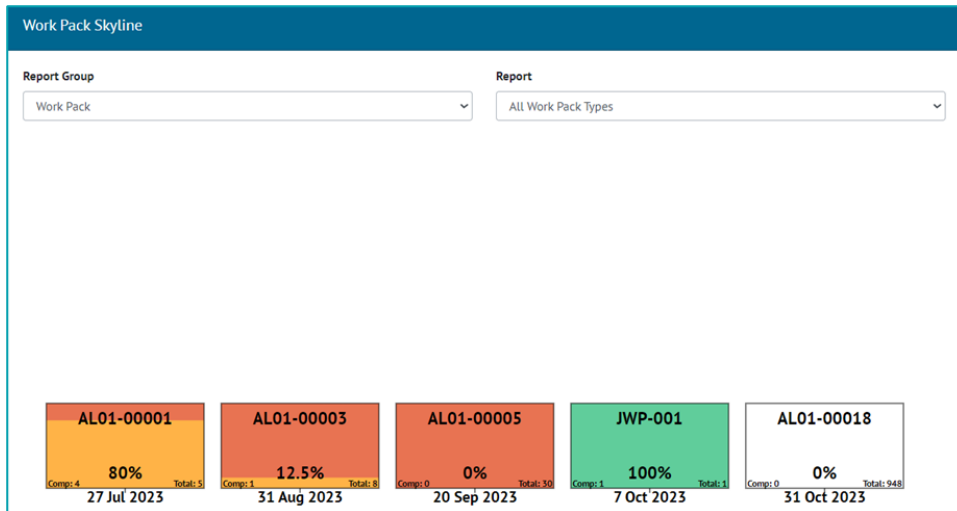 Work Pack Skyline
Report Group Report
Work Pack All Work Pack Types
AL01-00001 AL01-00003 AL01-00005 JWP-001 AL01-00018
80% 12.5% 0% 100% 0%
Comp: 4 Total: 5 Comp: 1 Total: 8 Comp: 0 Total: 30 Comp: 1 Total: 1 Comp: 0 Total: 948
27 Jul 2023 31 Aug 2023 20 Sep 2023 7 Oct 2023 31 Oct 2023